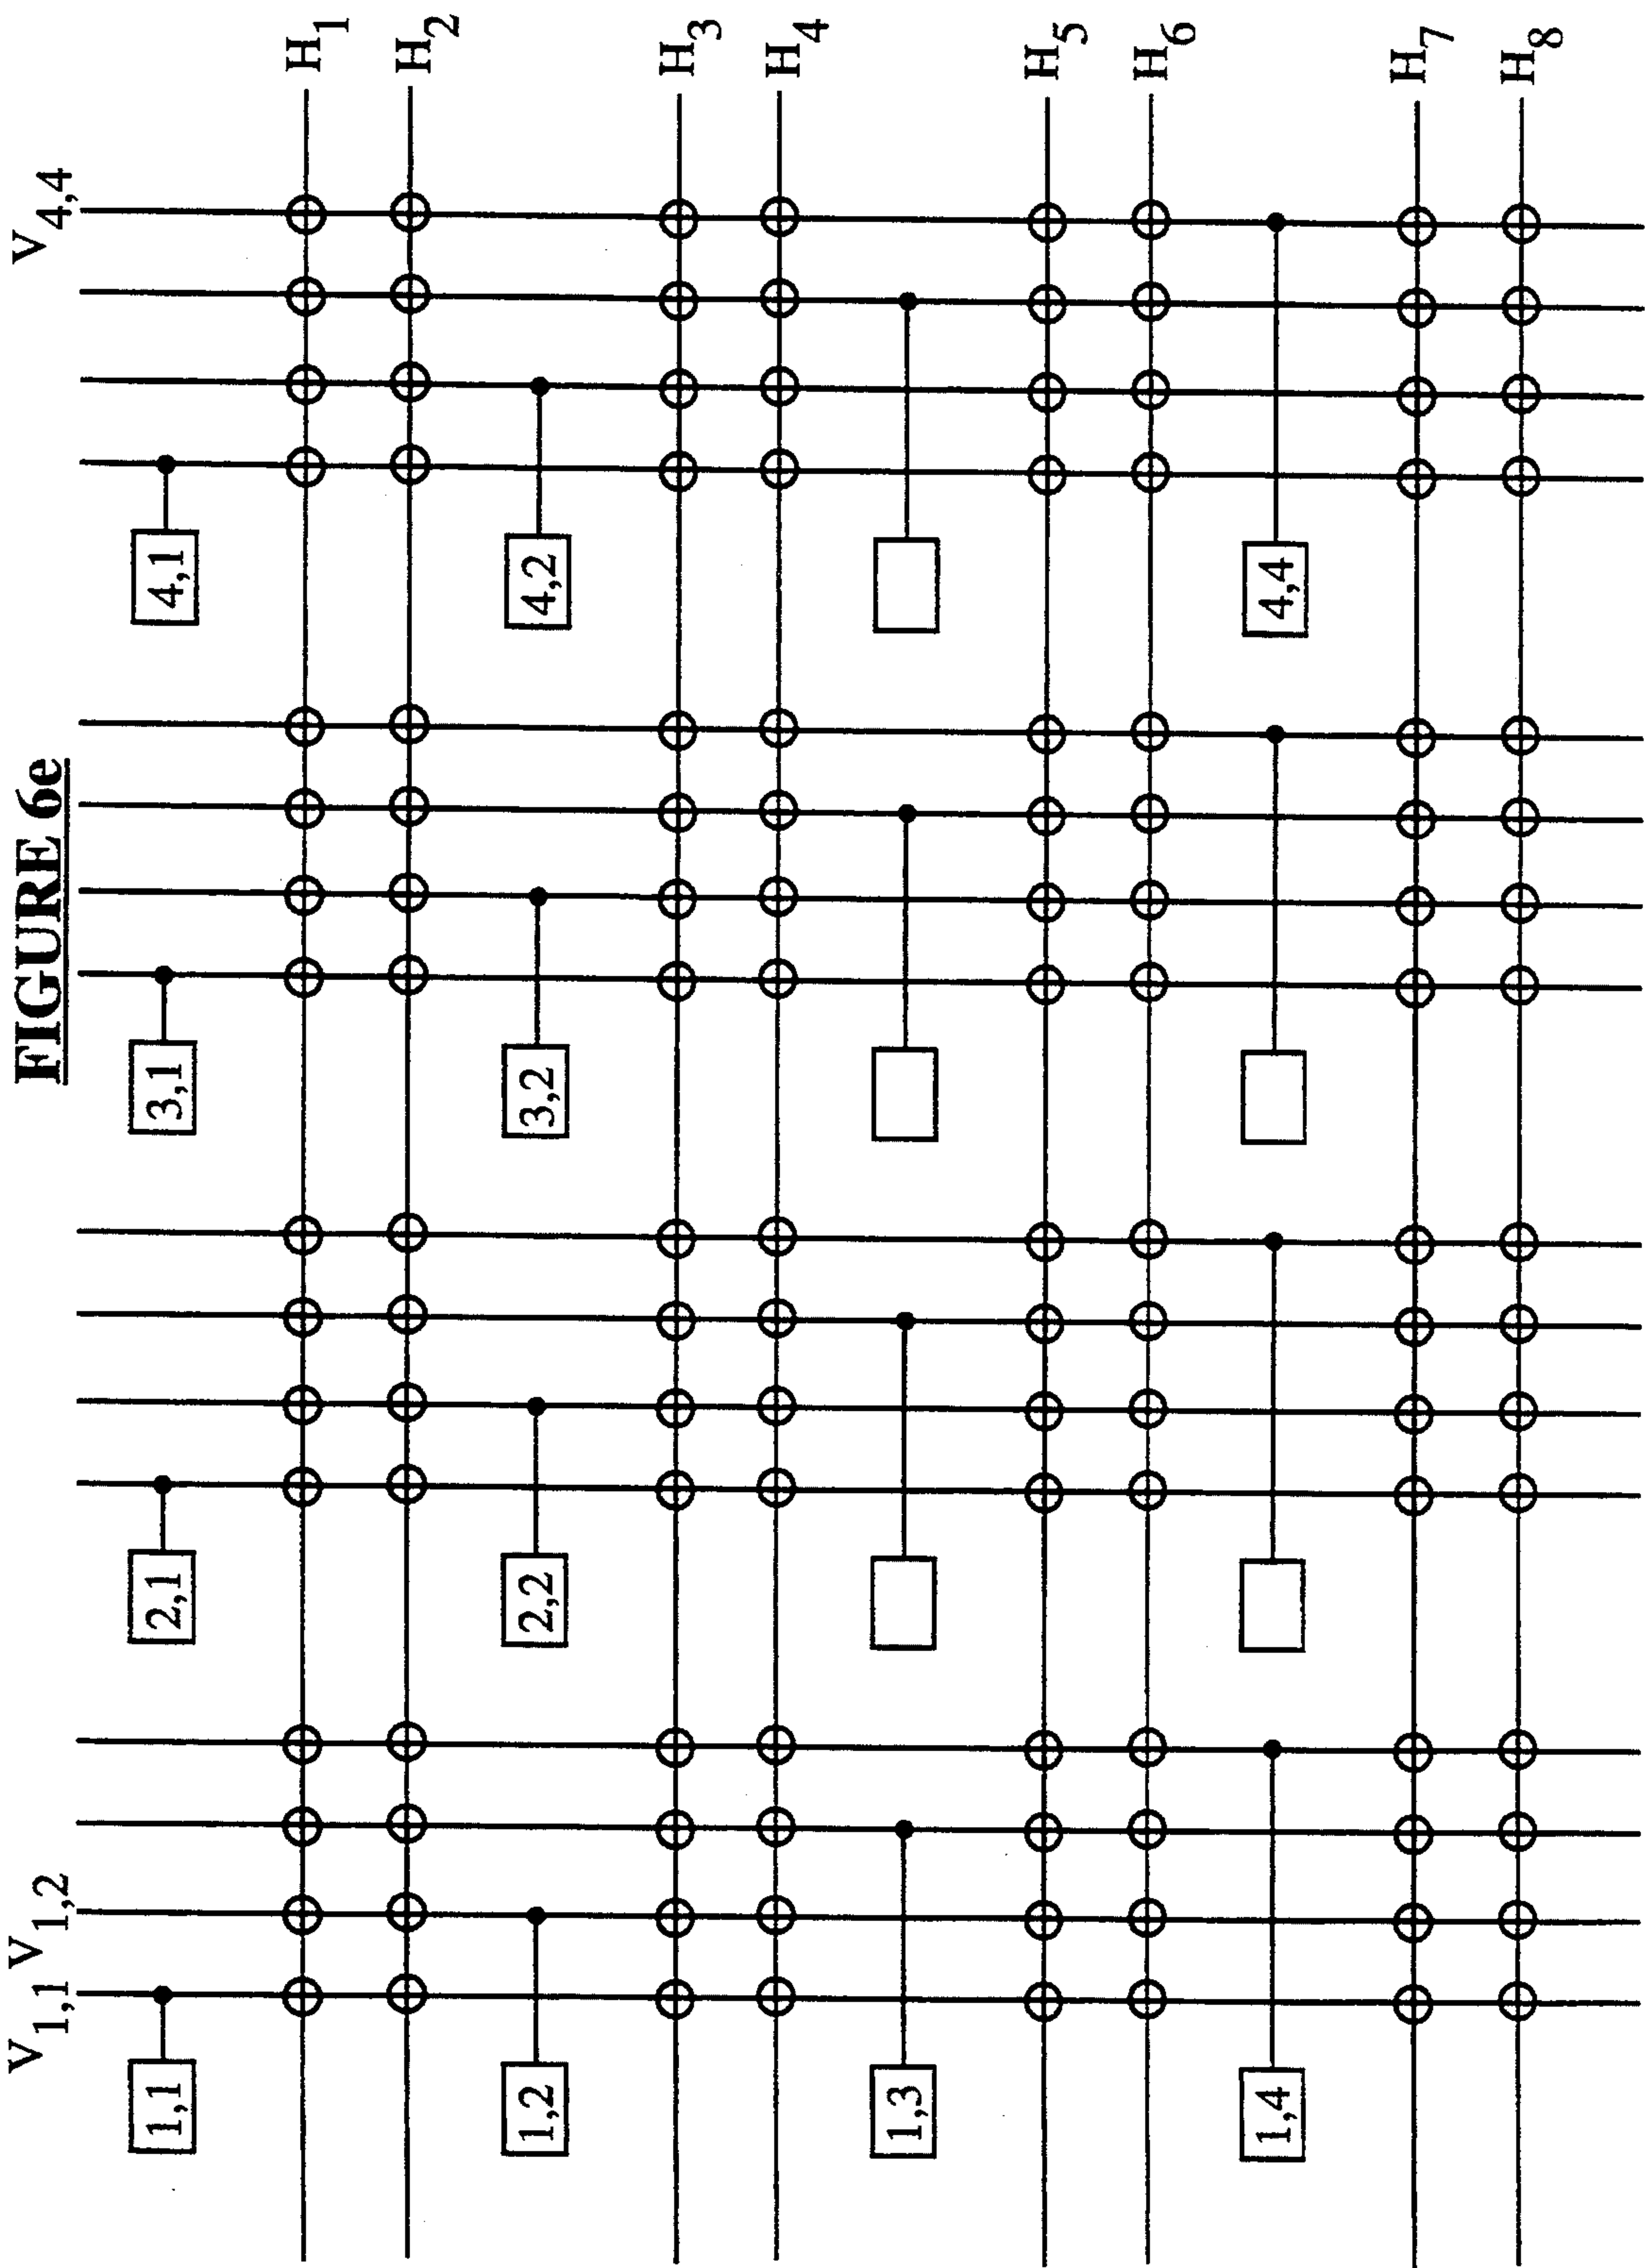 FIGURE 6e
V1,1 V1,2 V4,4
1,1 2,1 3,1 4,1
H1
H2
1,2 2,2 3,2 4,2
H3
H4
1,3
H5
H6
1,4 4,4
H7
H8